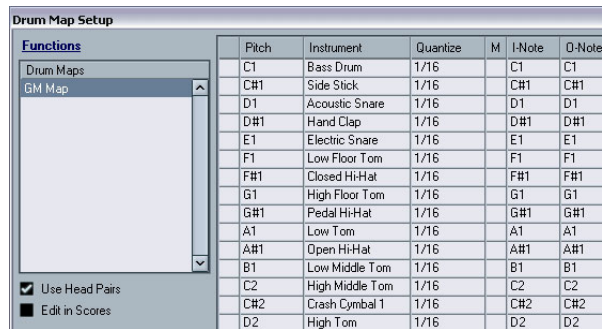 Drum Map Setup
Functions
Drum Maps
GM Map
Use Head Pairs
Edit in Scores
Pitch Instrument Quantize M I-Note O-Note
C1 Bass Drum 1/16 C1 C1
C#1 Side Stick 1/16 C#1 C#1
D1 Acoustic Snare 1/16 D1 D1
D#1 Hand Clap 1/16 D#1 D#1
E1 Electric Snare 1/16 E1 E1
F1 Low Floor Tom 1/16 F1 F1
F#1 Closed Hi-Hat 1/16 F#1 F#1
G1 High Floor Tom 1/16 G1 G1
G#1 Pedal Hi-Hat 1/16 G#1 G#1
A1 Low Tom 1/16 A1 A1
A#1 Open Hi-Hat 1/16 A#1 A#1
B1 Low Middle Tom 1/16 B1 B1
C2 High Middle Tom 1/16 C2 C2
C#2 Crash Cymbal 1 1/16 C#2 C#2
D2 High Tom 1/16 D2 D2